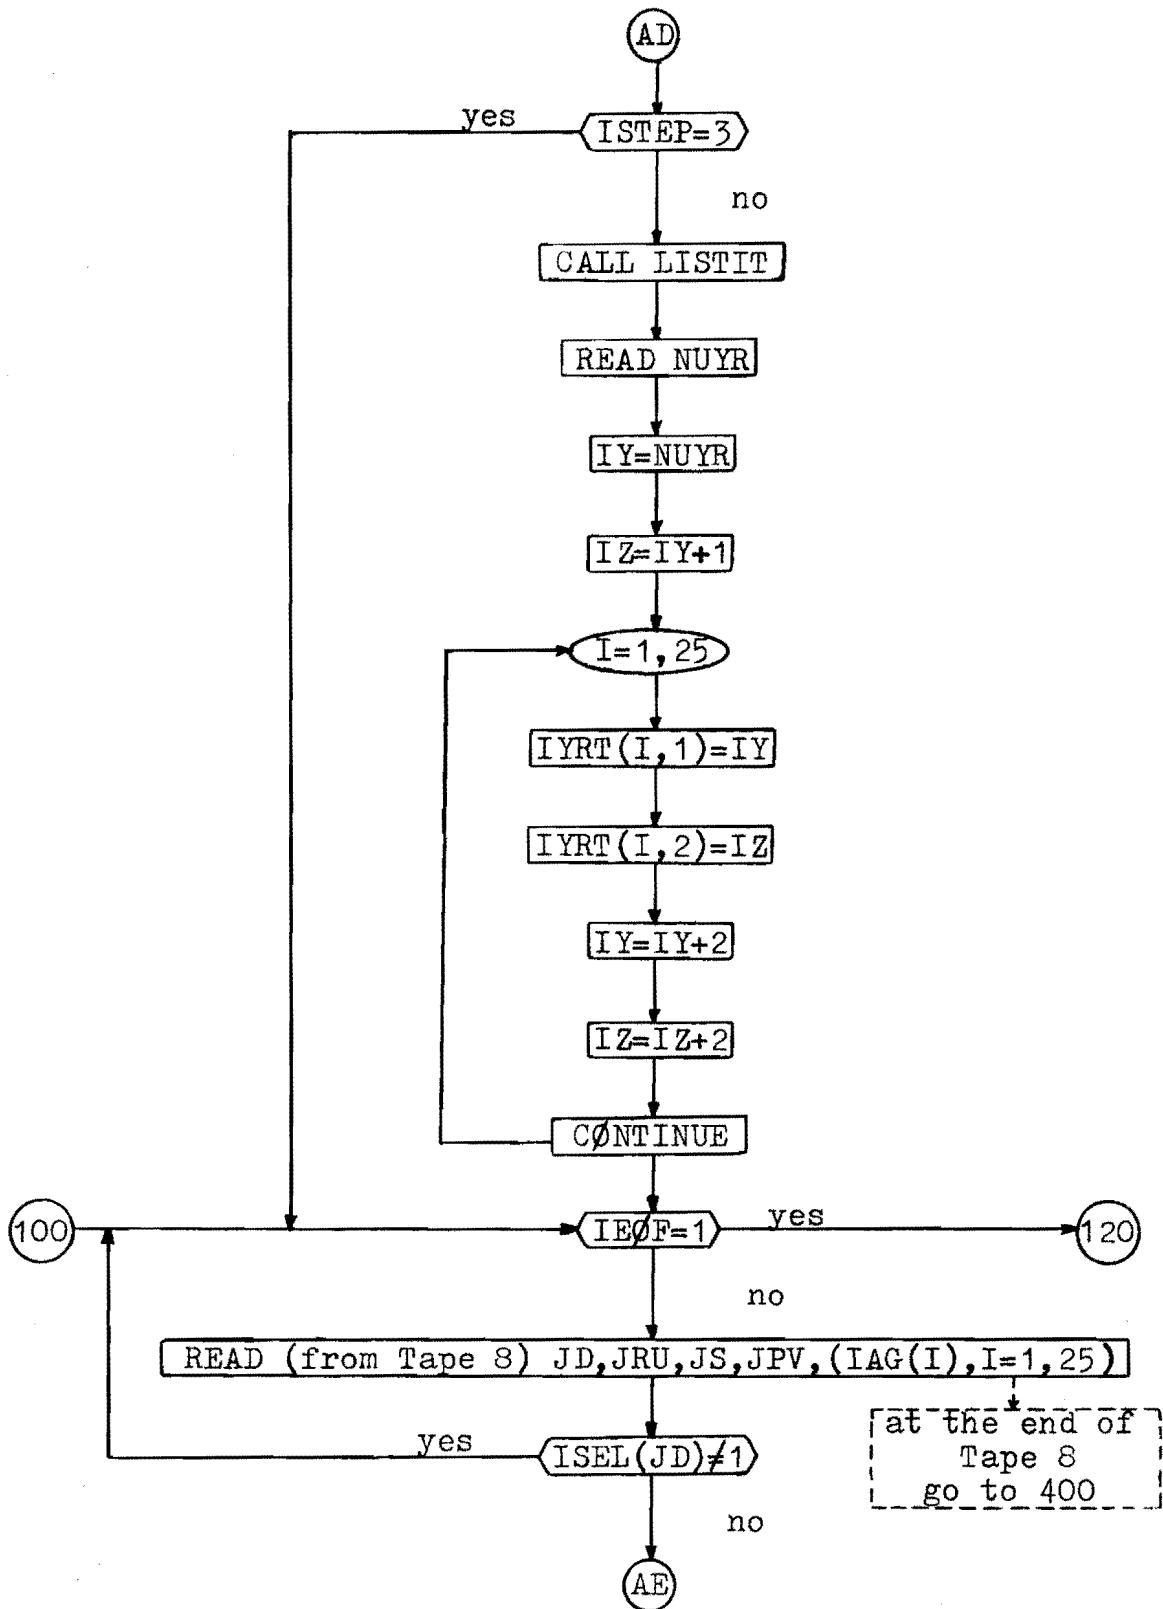 AD
yes
ISTEP=3
no
CALL LISTIT
READ NUYR
IY=NUYR
IZ=IY+1
I=1,25
IYRT(I,1)=IY
IYRT(I,2)=IZ
IY=IY+2
IZ=IZ+2
CØNTINUE
100
IEØF=1
yes
120
no
READ (from Tape 8) JD,JRU,JS,JPV,(IAG(I),I=1,25)
at the end of
Tape 8
go to 400
yes
ISEL(JD)≠1
no
AE